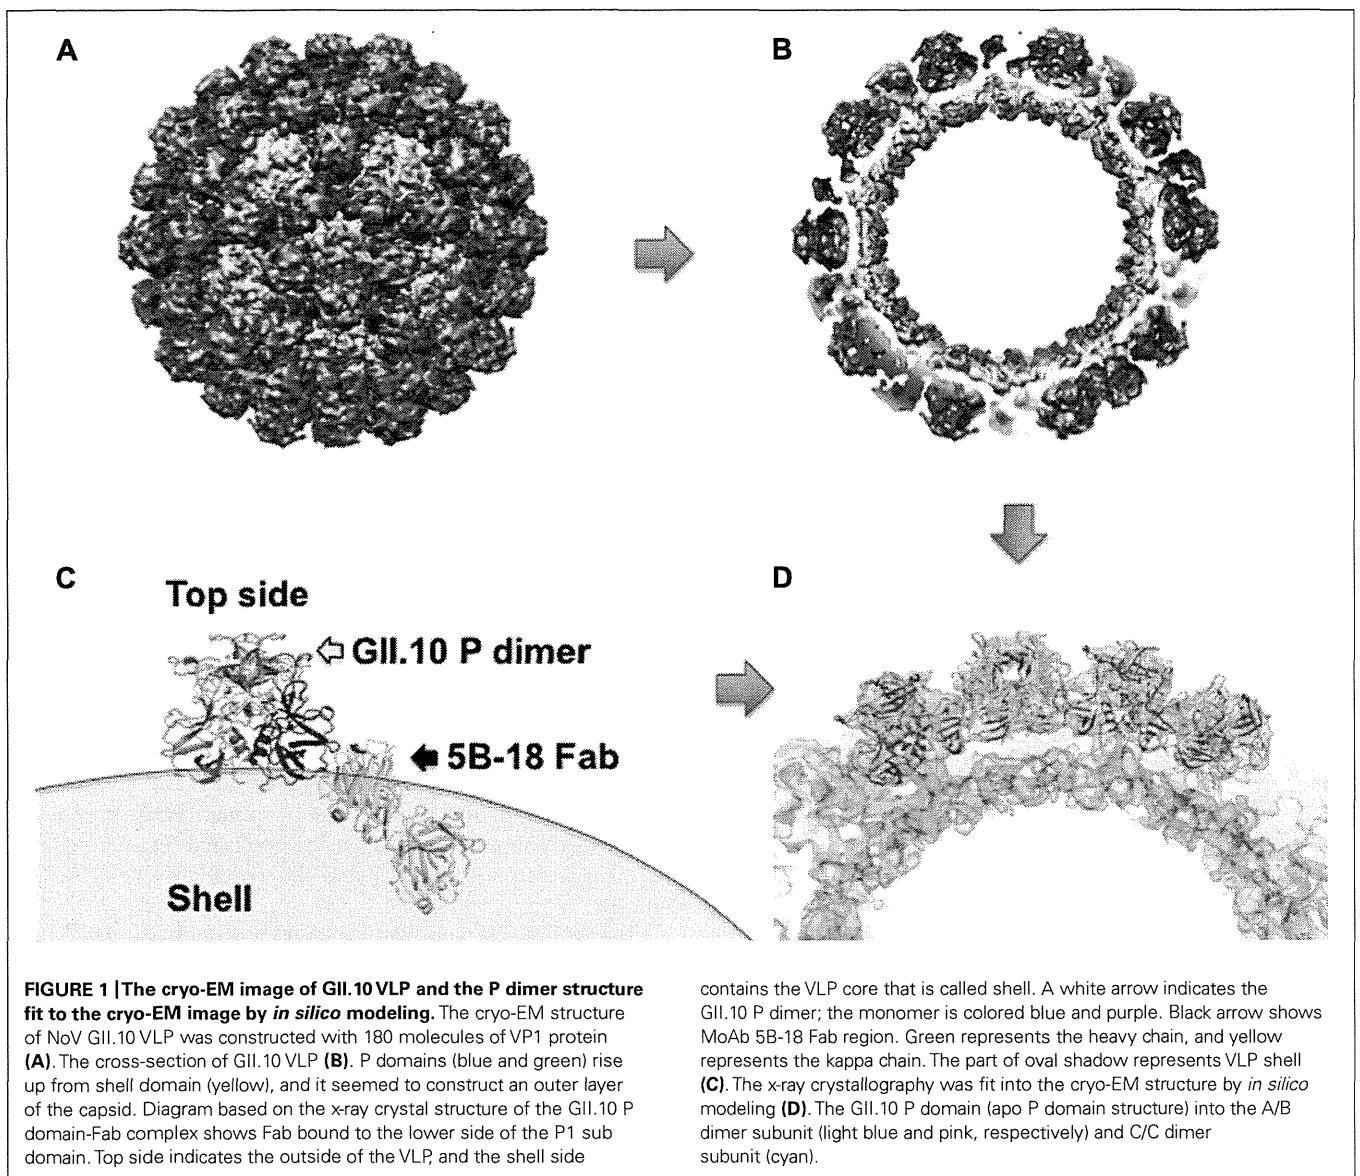 A
B
C
Top side
GII.10 P dimer
5B-18 Fab
Shell
D
FIGURE 1 | The cryo-EM image of GII.10 VLP and the P dimer structure
fit to the cryo-EM image by in silico modeling. The cryo-EM structure
of NoV GII.10 VLP was constructed with 180 molecules of VP1 protein
(A). The cross-section of GII.10 VLP (B). P domains (blue and green) rise
up from shell domain (yellow), and it seemed to construct an outer layer
of the capsid. Diagram based on the x-ray crystal structure of the GII.10 P
domain-Fab complex shows Fab bound to the lower side of the P1 sub
domain. Top side indicates the outside of the VLP, and the shell side
contains the VLP core that is called shell. A white arrow indicates the
GII.10 P dimer; the monomer is colored blue and purple. Black arrow shows
MoAb 5B-18 Fab region. Green represents the heavy chain, and yellow
represents the kappa chain. The part of oval shadow represents VLP shell
(C). The x-ray crystallography was fit into the cryo-EM structure by in silico
modeling (D). The GII.10 P domain (apo P domain structure) into the A/B
dimer subunit (light blue and pink, respectively) and C/C dimer
subunit (cyan).